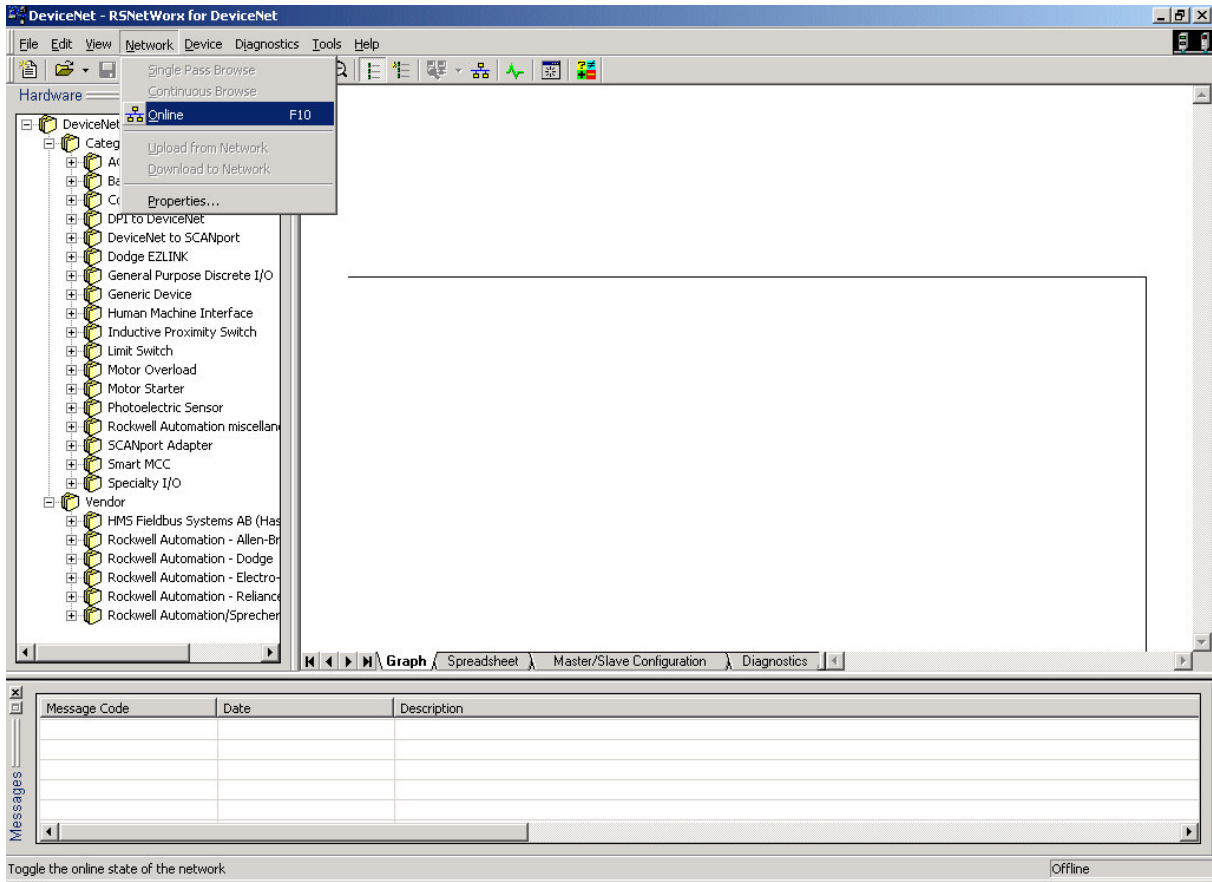 DeviceNet - RSNetWorx for DeviceNet
File Edit View Network Device Diagnostics Tools Help
Single Pass Browse
Continuous Browse
Online F10
Upload from Network
Download to Network
Properties...
Hardware
DeviceNet
Categ
Ba
DPI to DeviceNet
DeviceNet to SCANport
Dodge EZLINK
General Purpose Discrete I/O
Generic Device
Human Machine Interface
Inductive Proximity Switch
Limit Switch
Motor Overload
Motor Starter
Photoelectric Sensor
Rockwell Automation miscellan
SCANport Adapter
Smart MCC
Specialty I/O
Vendor
HMS Fieldbus Systems AB (Has
Rockwell Automation - Allen-Br
Rockwell Automation - Dodge
Rockwell Automation - Electro-
Rockwell Automation - Reliance
Rockwell Automation/Sprecher
Graph Spreadsheet Master/Slave Configuration Diagnostics
Messages
Message Code Date Description
Toggle the online state of the network Offline